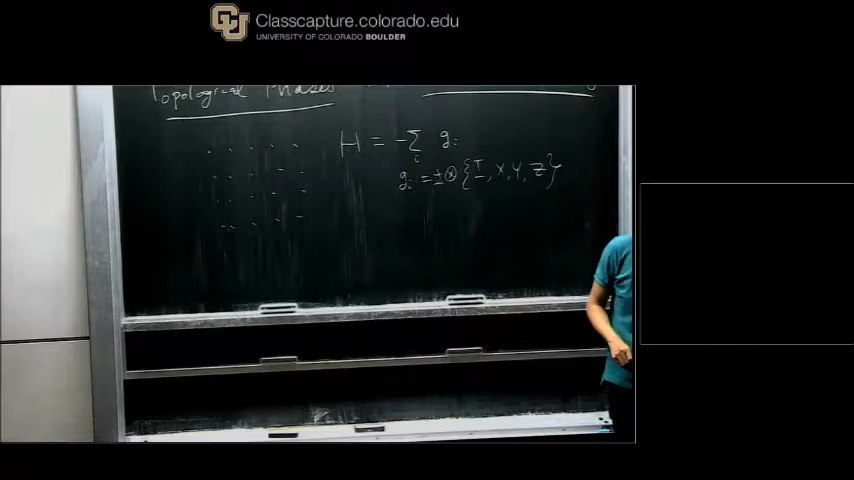 Classcapture.colorado.edu
UNIVERSITY OF COLORADO BOULDER
Topological Phases
H = -∑ᵢ gᵢ
gᵢ = ±⊗{I, X, Y, Z}